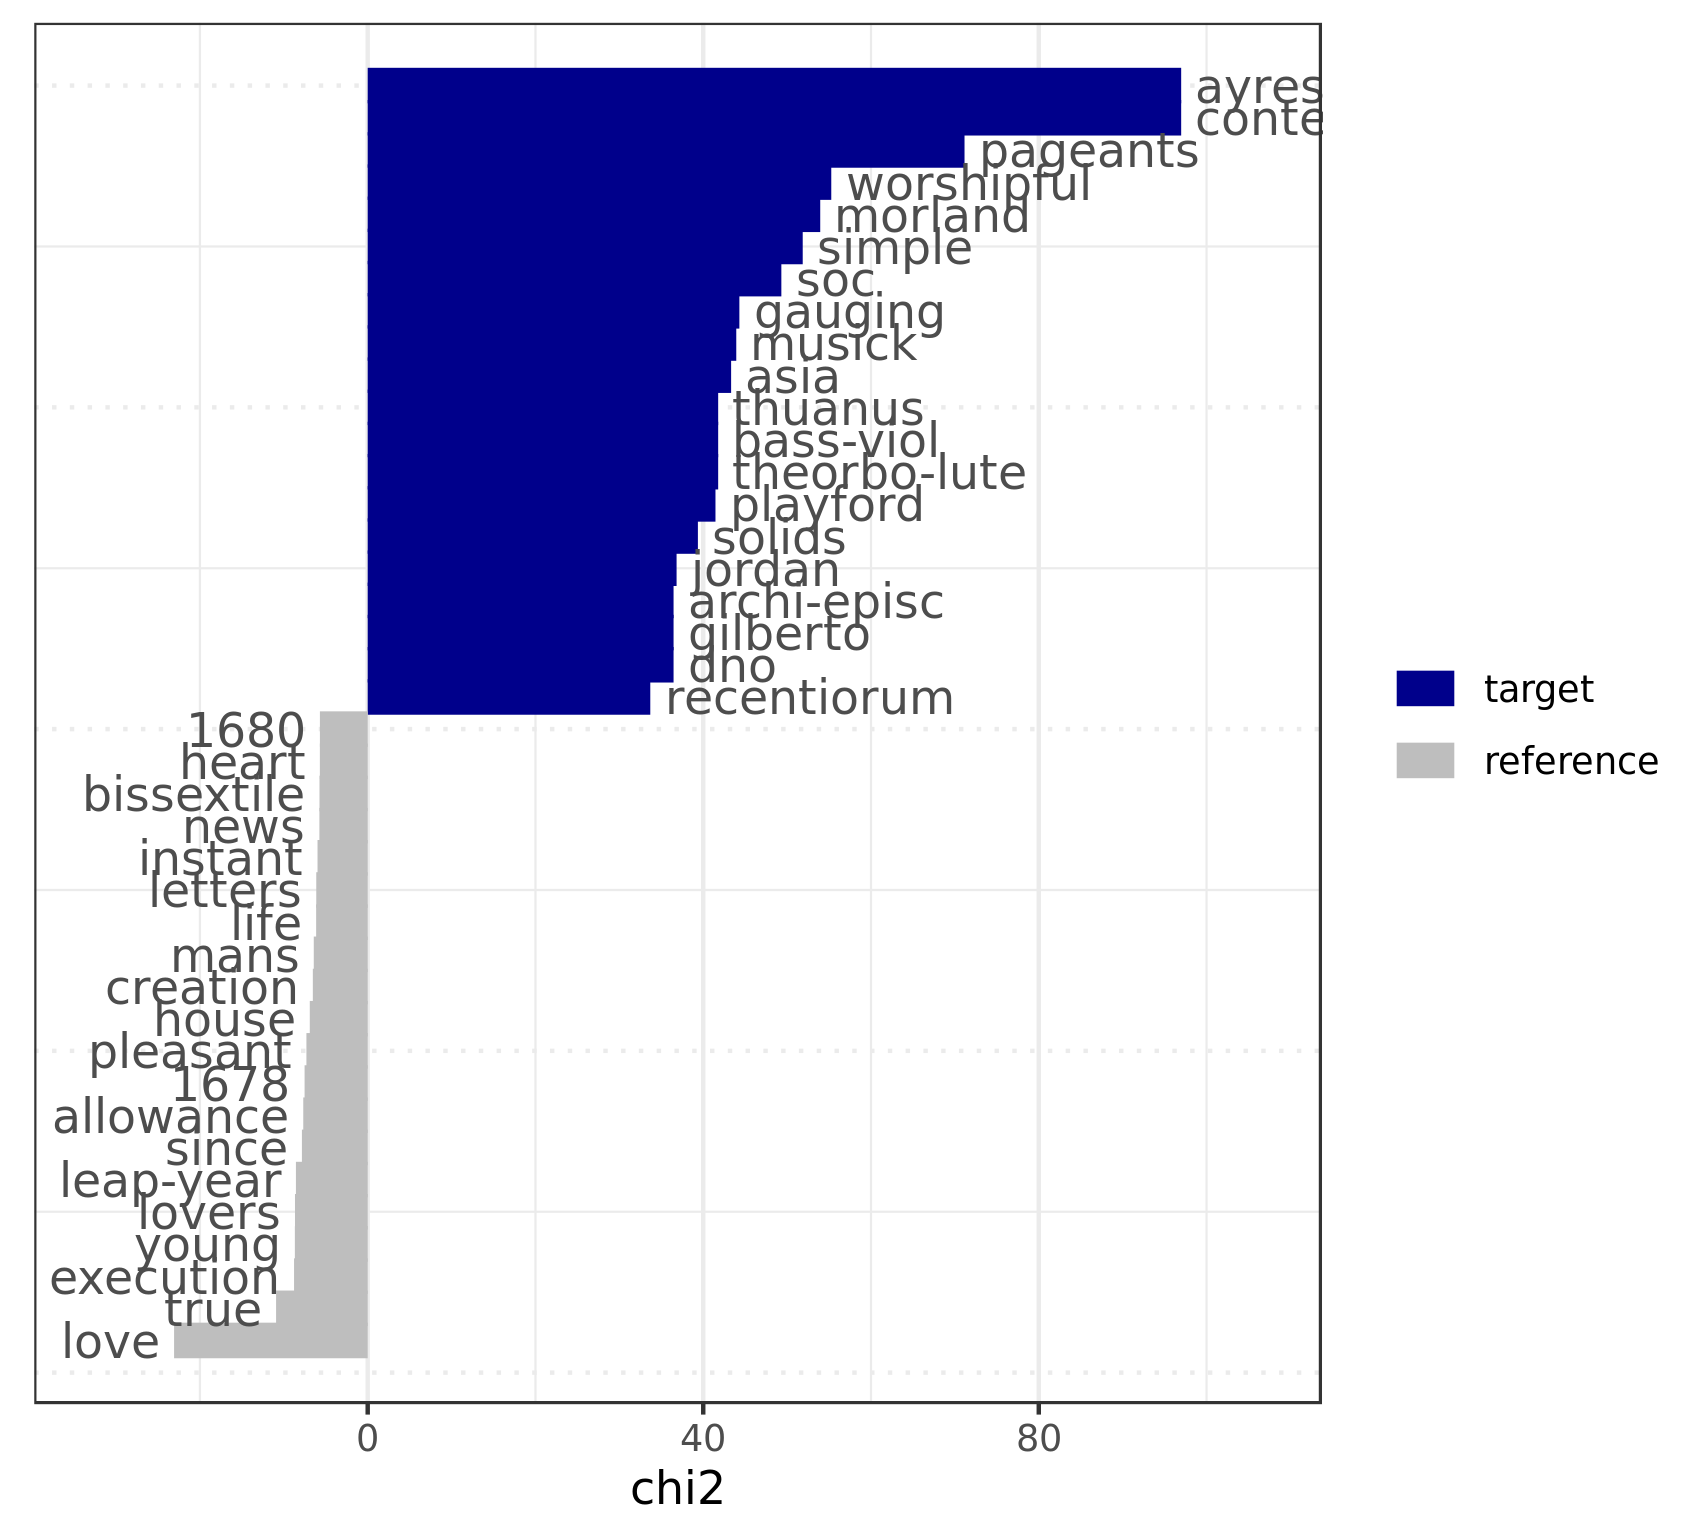 ayres
conte
pageants
worshipful
morland
simple
soc
gauging
musick
asia
thuanus
bass-viol
theorbo-lute
playford
solids
jordan
archi-episc
gilberto
dno
recentiorum
1680
heart
bissextile
news
instant
letters
life
mans
creation
house
pleasant
1678
allowance
since
leap-year
lovers
young
execution
true
love
0 40 80
chi2
target
reference